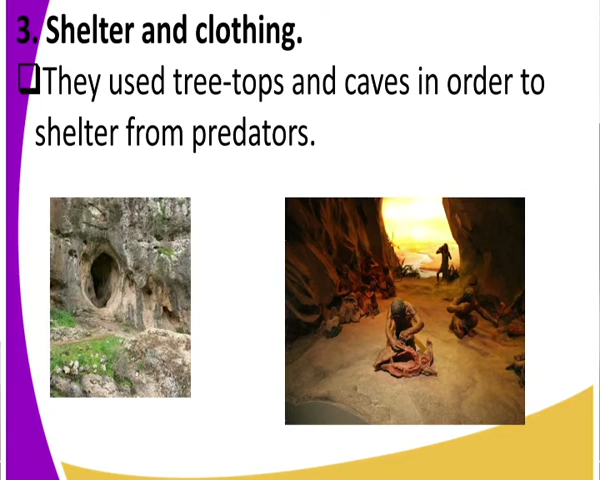 3. Shelter and clothing.
❑They used tree-tops and caves in order to
shelter from predators.